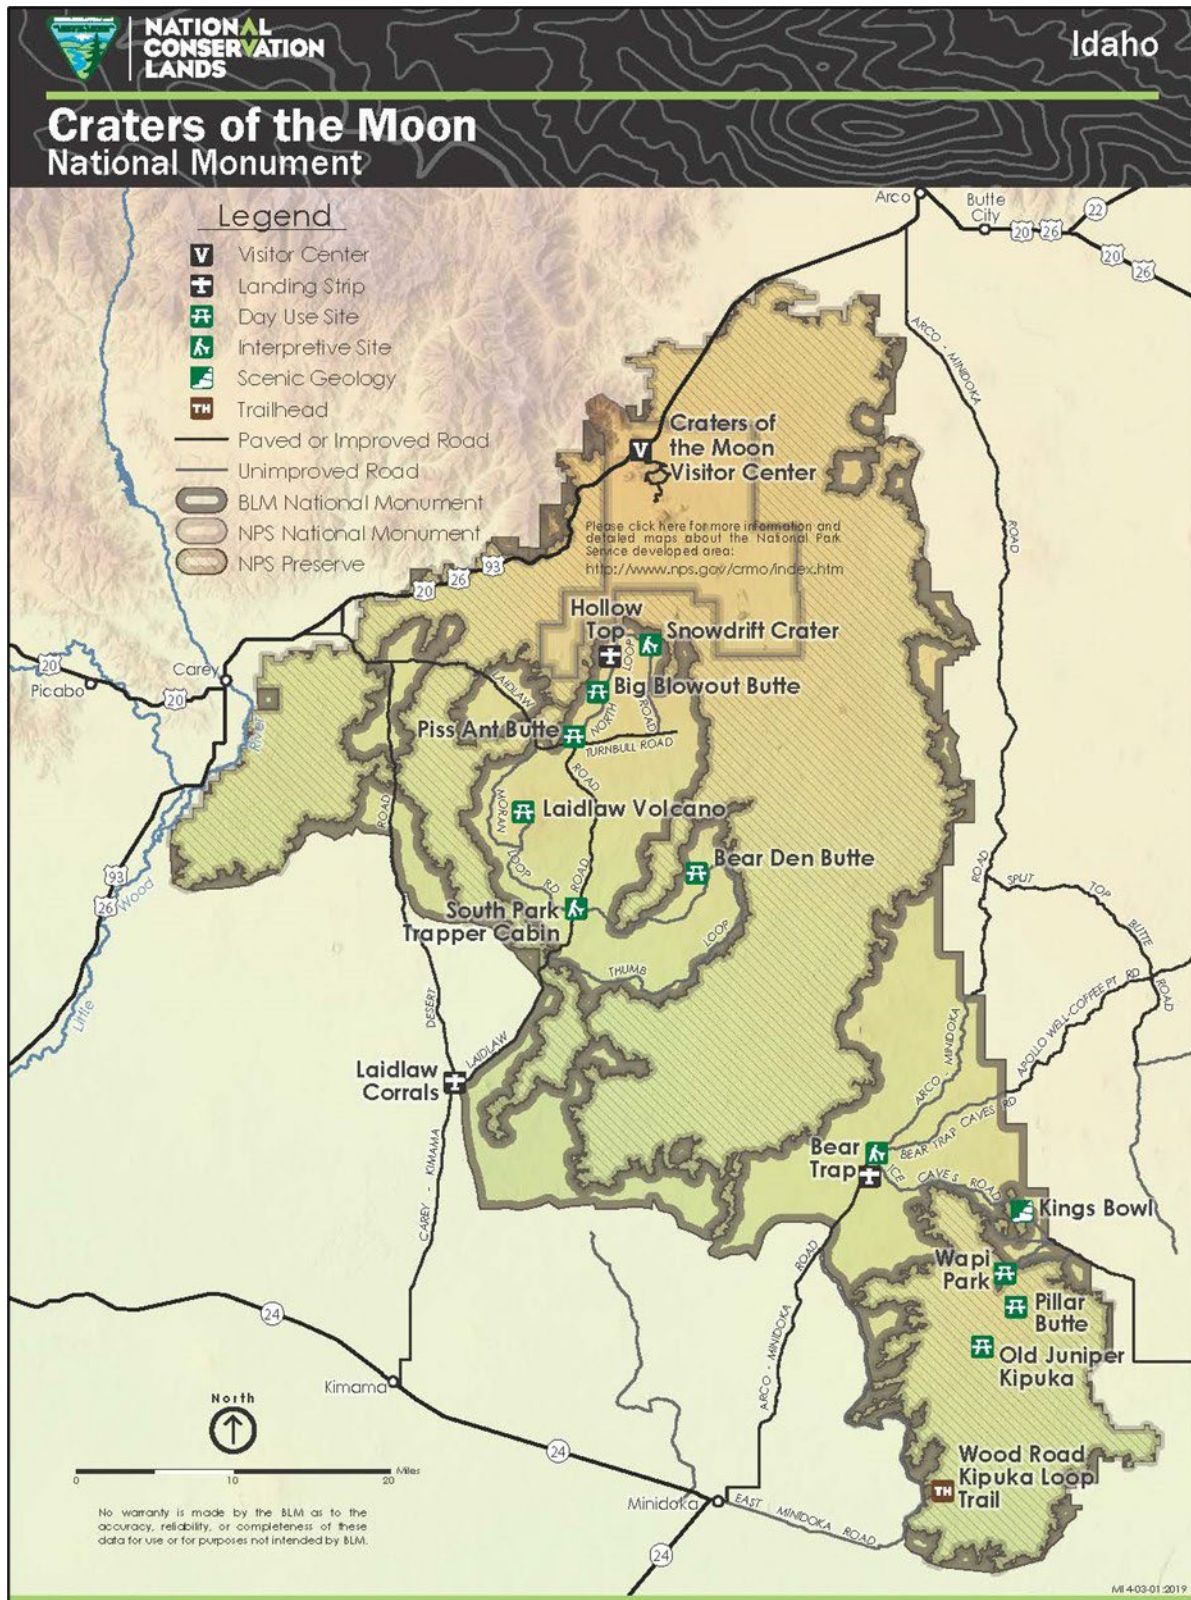 NATIONAL
CONSERVATION
LANDS
Idaho
Craters of the Moon
National Monument
Legend
Visitor Center
Landing Strip
Day Use Site
Interpretive Site
Scenic Geology
Trailhead
Paved or Improved Road
Unimproved Road
BLM National Monument
NPS National Monument
NPS Preserve
V
TH
Arco
Butte
City
22
20 26
20
26
ARCO - MINIDOKA
ROAD
Craters of
the Moon
Visitor Center
V
Please click here for more information and
detailed maps about the National Park
Service developed area:
http://www.nps.gov/crmo/index.htm
20 26 93
Hollow
Top
Snowdrift Crater
Big Blowout Butte
Piss Ant Butte
LAIDLAW
NORTH
POOL
ROAD
TURNBULL ROAD
ROAD
20
Picabo
Carey
20
River
MORAN
LOOP RD
Laidlaw Volcano
ROAD
ROAD
Bear Den Butte
South Park
Trapper Cabin
THUMB
LOOP
93
26
Wood
Little
ROAD
SPLIT TOP
BUTTE
ROAD
APOLLO WELL-COFFEE PT RD
DESERT
LAIDLAW
Laidlaw
Corrals
ARCO - MINIDOKA
BEAR TRAP CAVES RD
Bear
Trap
ICE CAVES ROAD
Kings Bowl
CAREY - KIMAMA
Wapi
Park
Pillar
Butte
Old Juniper
Kipuka
ROAD
ARCO - MINIDOKA
24
Kimama
North
0 10 20 Miles
24
Wood Road
Kipuka Loop
Trail
TH
Minidoka
EAST MINIDOKA ROAD
24
No warranty is made by the BLM as to the
accuracy, reliability, or completeness of these
data for use or for purposes not intended by BLM.
MI 4-03-01:2019